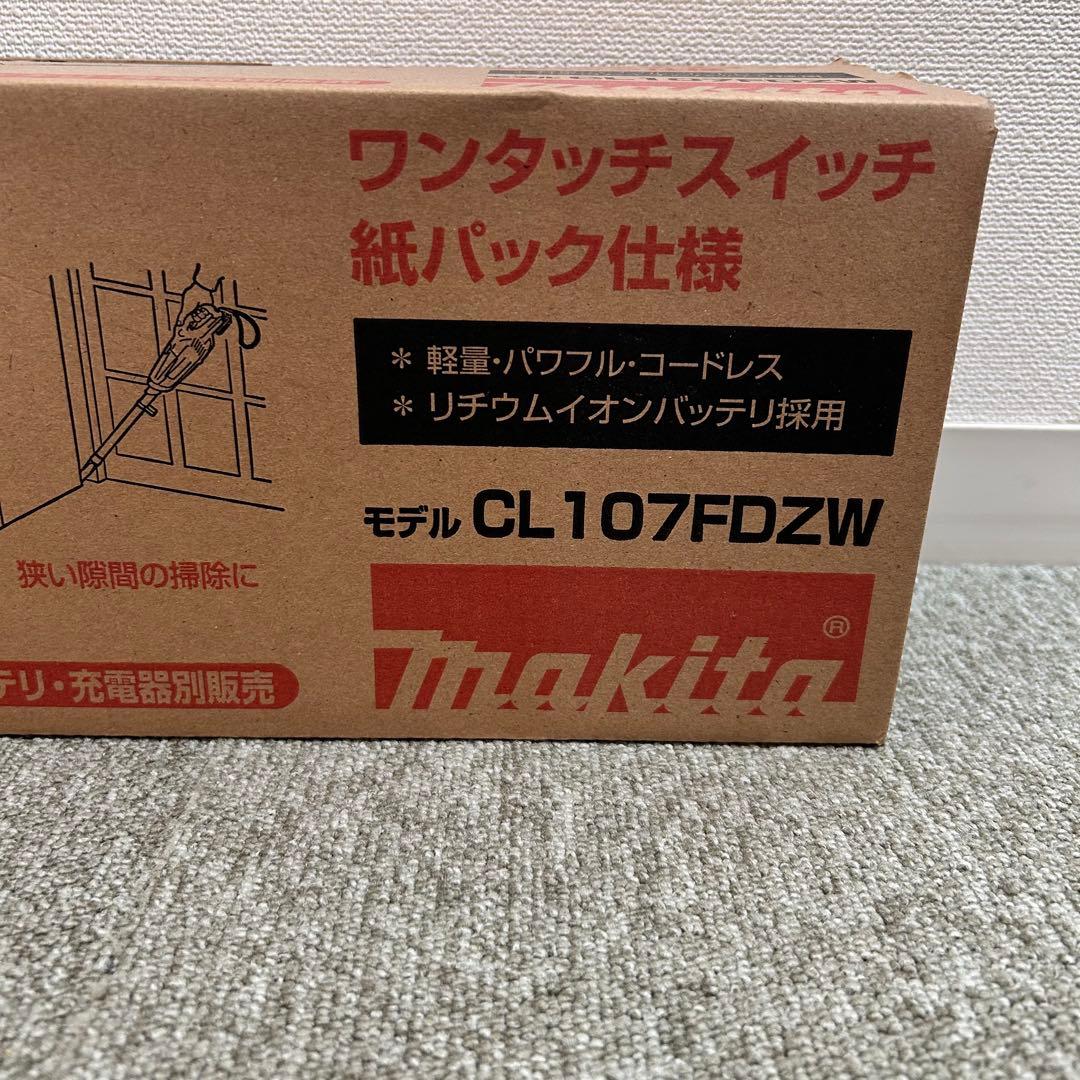 ワンタッチスイッチ
紙パック仕様
＊ 軽量・パワフル・コードレス
＊ リチウムイオンバッテリ採用
モデル CL107FDZW
makita®
狭い隙間の掃除に
テリ・充電器別販売